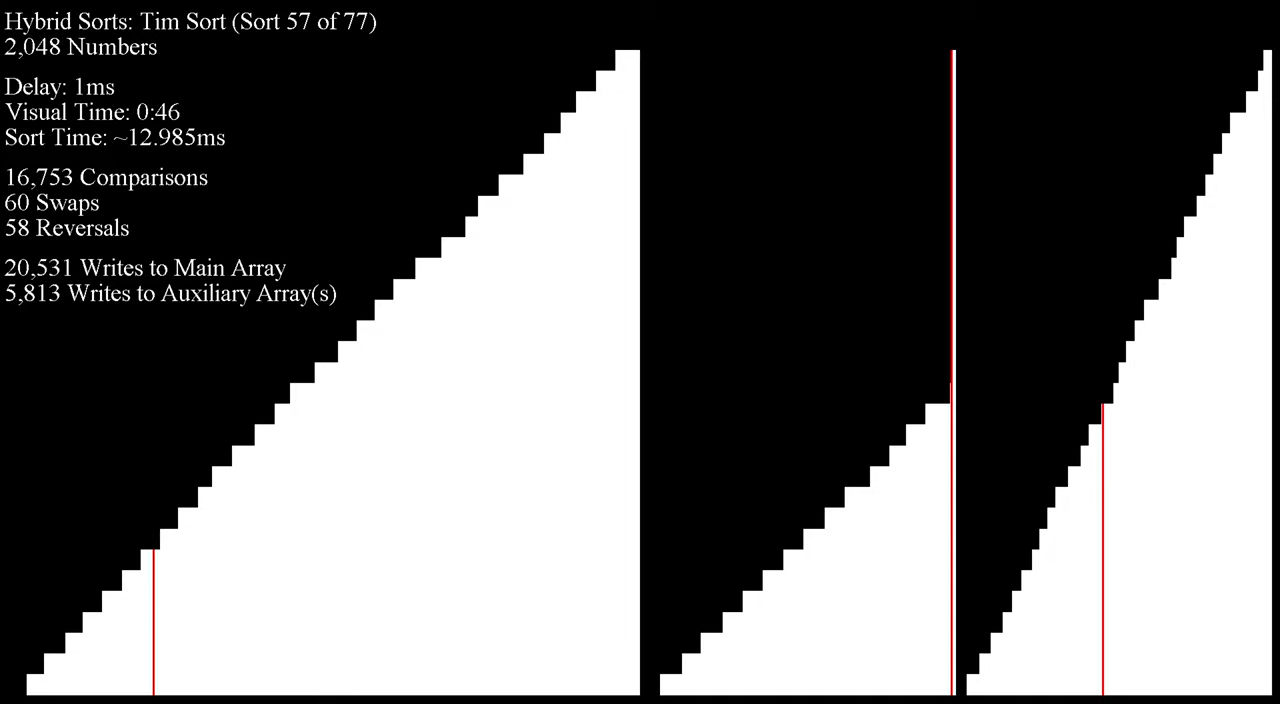 Hybrid Sorts: Tim Sort (Sort 57 of 77)
2,048 Numbers
Delay: 1ms
Visual Time: 0:46
Sort Time: ~12.985ms
16,753 Comparisons
60 Swaps
58 Reversals
20,531 Writes to Main Array
5,813 Writes to Auxiliary Array(s)